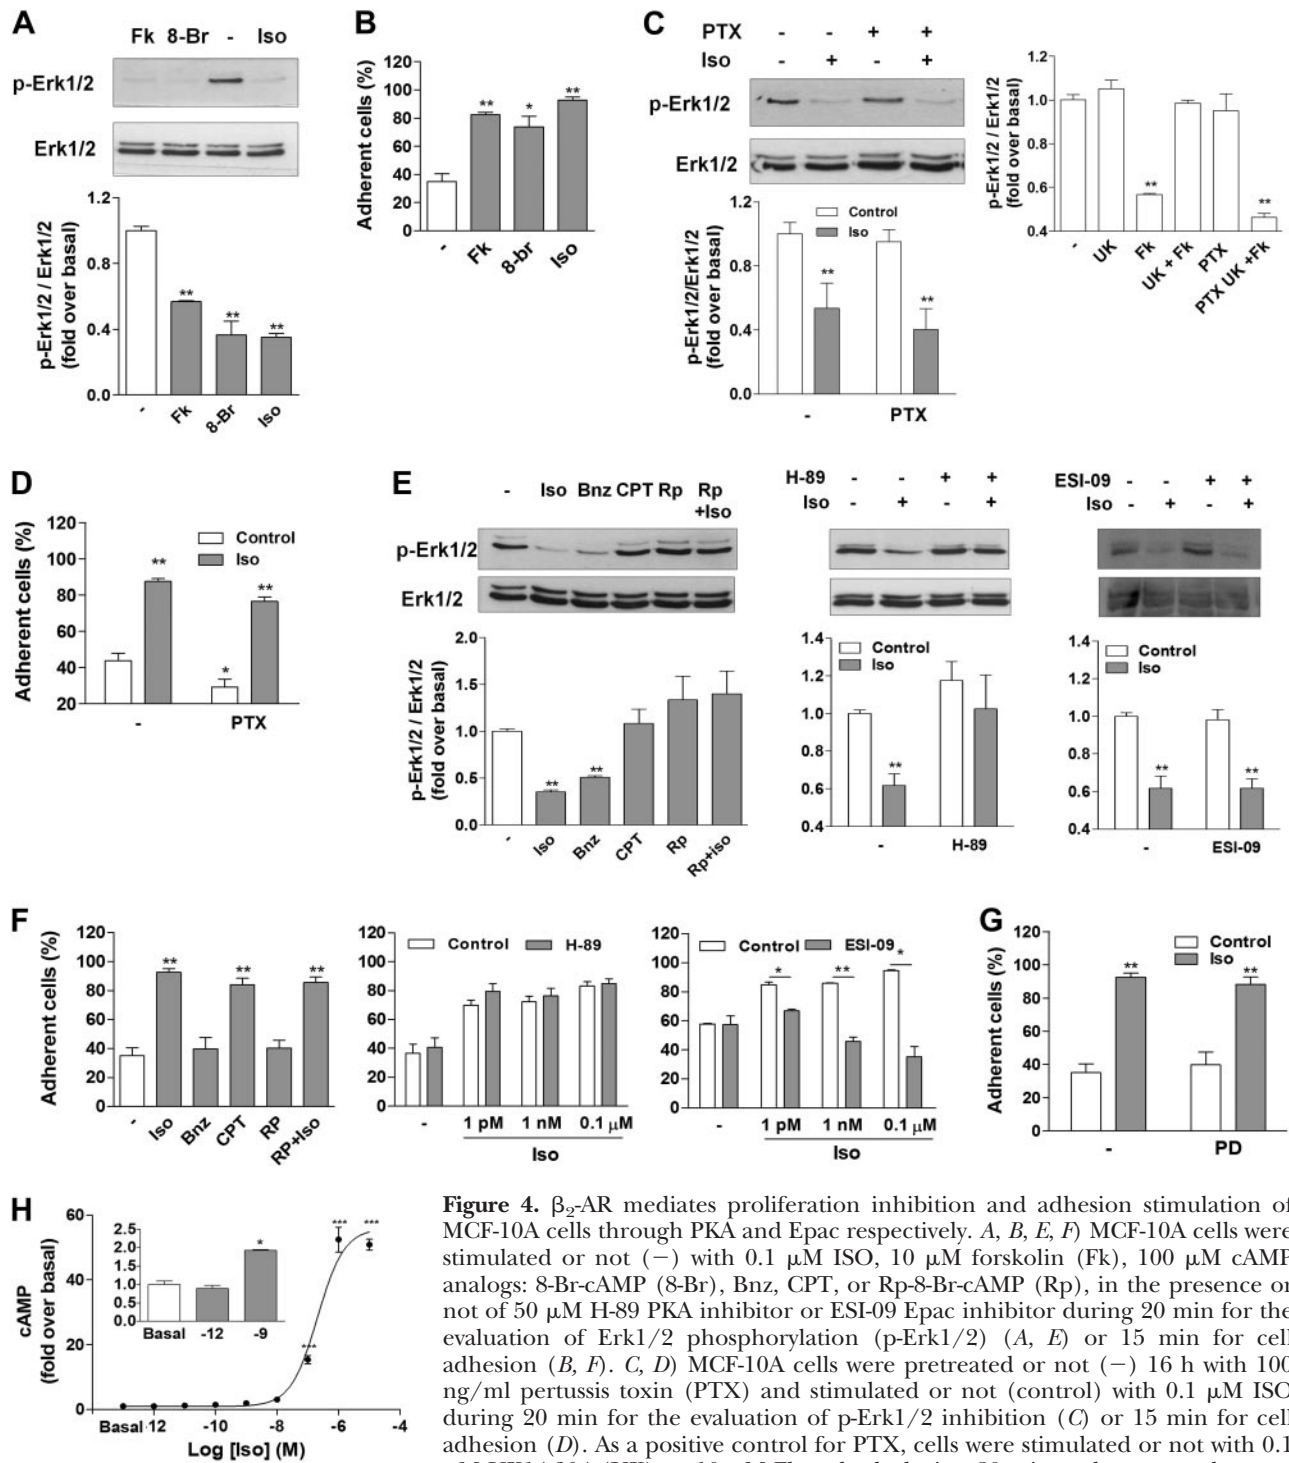 A
Fk 8-Br - Iso
p-Erk1/2
Erk1/2
1.2
0.8
0.4
0.0
p-Erk1/2 / Erk1/2
(fold over basal)
** ** **
- Fk 8-Br Iso
B
Adherent cells (%)
120
100
80
60
40
20
0
** * **
- Fk 8-br Iso
C
PTX - - + +
Iso - + - +
p-Erk1/2
Erk1/2
1.2
0.8
0.4
0.0
p-Erk1/2/Erk1/2
(fold over basal)
Control
Iso
** **
- PTX
1.2
1.0
0.8
0.6
0.4
p-Erk1/2 / Erk1/2
(fold over basal)
** **
- UK Fk UK + Fk PTX PTX UK +Fk
D
Adherent cells (%)
120
100
80
60
40
20
Control
Iso
** * **
- PTX
E
- Iso Bnz CPT Rp Rp
+Iso
p-Erk1/2
Erk1/2
2.0
1.5
1.0
0.5
0.0
p-Erk1/2 / Erk1/2
(fold over basal)
** **
- Iso Bnz CPT Rp Rp+iso
H-89 - - + +
Iso - + - +
1.4
1.2
1.0
0.8
0.6
0.4
Control
Iso
**
- H-89
ESI-09 - - + +
Iso - + - +
1.4
1.2
1.0
0.8
0.6
0.4
Control
Iso
** **
- ESI-09
F
Adherent cells (%)
120
100
80
60
40
20
0
** ** **
- Iso Bnz CPT RP RP+Iso
120
100
80
60
40
20
0
Control H-89
- 1 pM 1 nM 0.1 μM
Iso
120
100
80
60
40
20
0
Control ESI-09
* ** *
- 1 pM 1 nM 0.1 μM
Iso
G
Adherent cells (%)
120
100
80
60
40
20
0
Control
Iso
** **
- PD
H
cAMP
(fold over basal)
60
40
20
0
2.5
2.0
1.5
1.0
0.5
0.0
*
Basal -12 -9
*** *** ***
Basal -12 -10 -8 -6 -4
Log [Iso] (M)
Figure 4. β₂-AR mediates proliferation inhibition and adhesion stimulation of
MCF-10A cells through PKA and Epac respectively. A, B, E, F) MCF-10A cells were
stimulated or not (−) with 0.1 μM ISO, 10 μM forskolin (Fk), 100 μM cAMP
analogs: 8-Br-cAMP (8-Br), Bnz, CPT, or Rp-8-Br-cAMP (Rp), in the presence or
not of 50 μM H-89 PKA inhibitor or ESI-09 Epac inhibitor during 20 min for the
evaluation of Erk1/2 phosphorylation (p-Erk1/2) (A, E) or 15 min for cell
adhesion (B, F). C, D) MCF-10A cells were pretreated or not (−) 16 h with 100
ng/ml pertussis toxin (PTX) and stimulated or not (control) with 0.1 μM ISO
during 20 min for the evaluation of p-Erk1/2 inhibition (C) or 15 min for cell
adhesion (D). As a positive control for PTX, cells were stimulated or not with 0.1